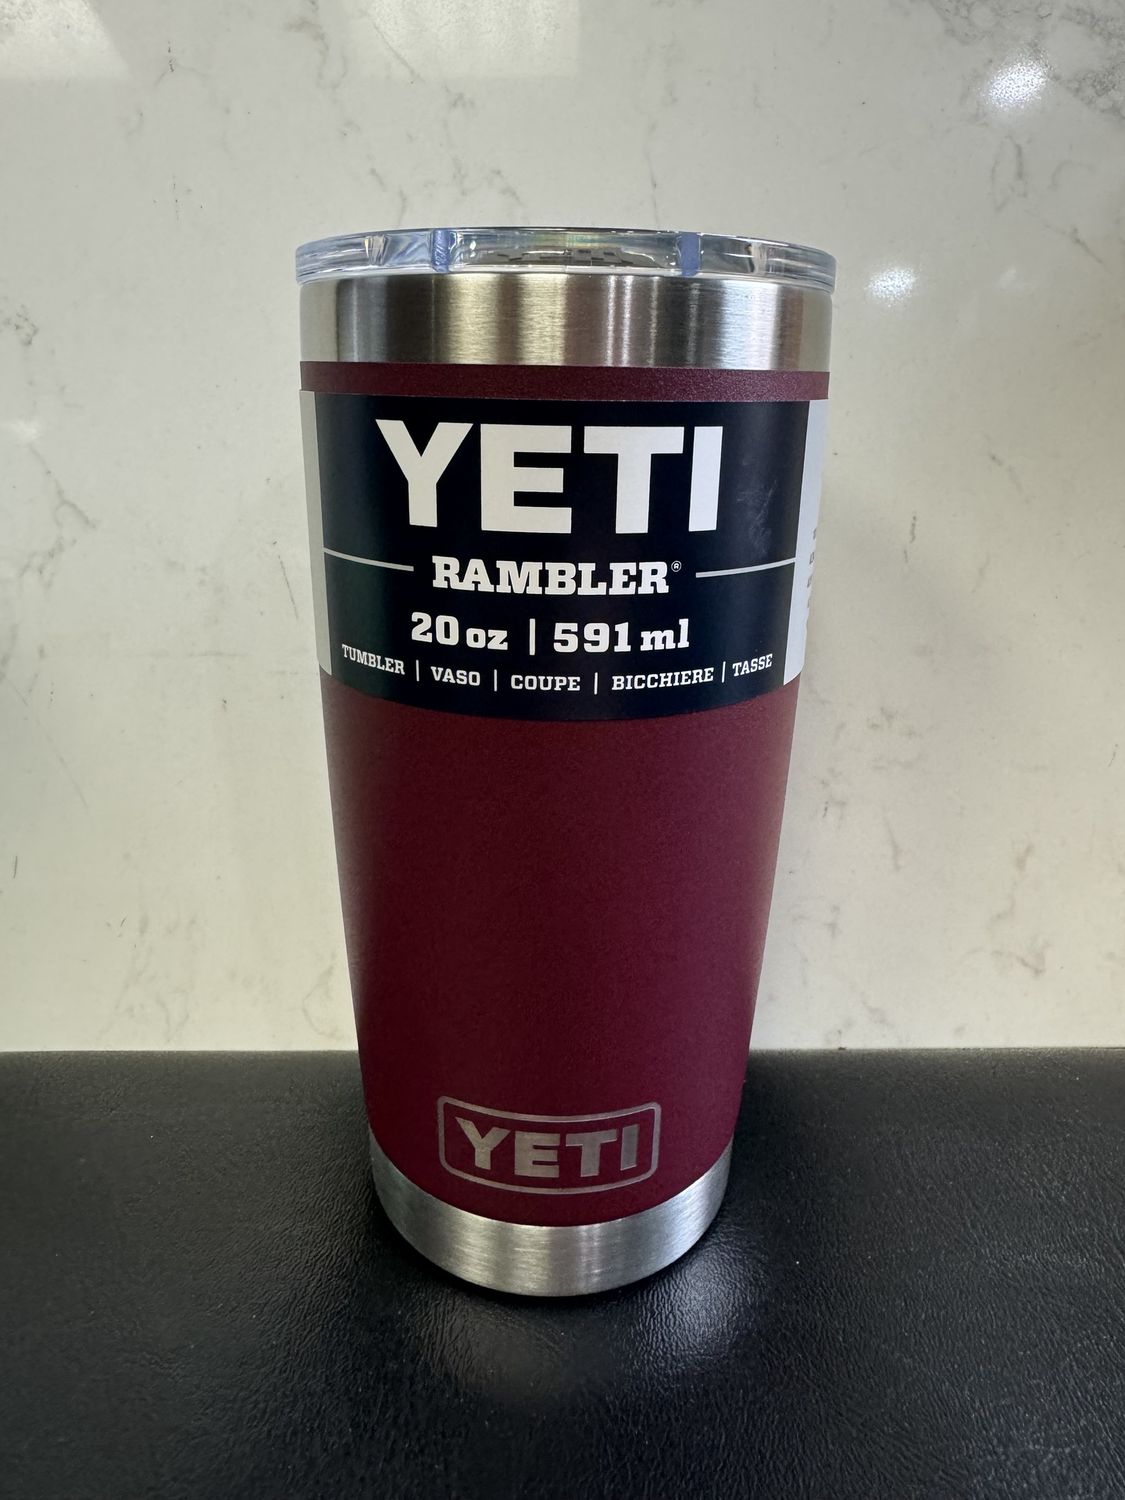 YETI
RAMBLER®
20 oz | 591 ml
TUMBLER | VASO | COUPE | BICCHIERE | TASSE
YETI